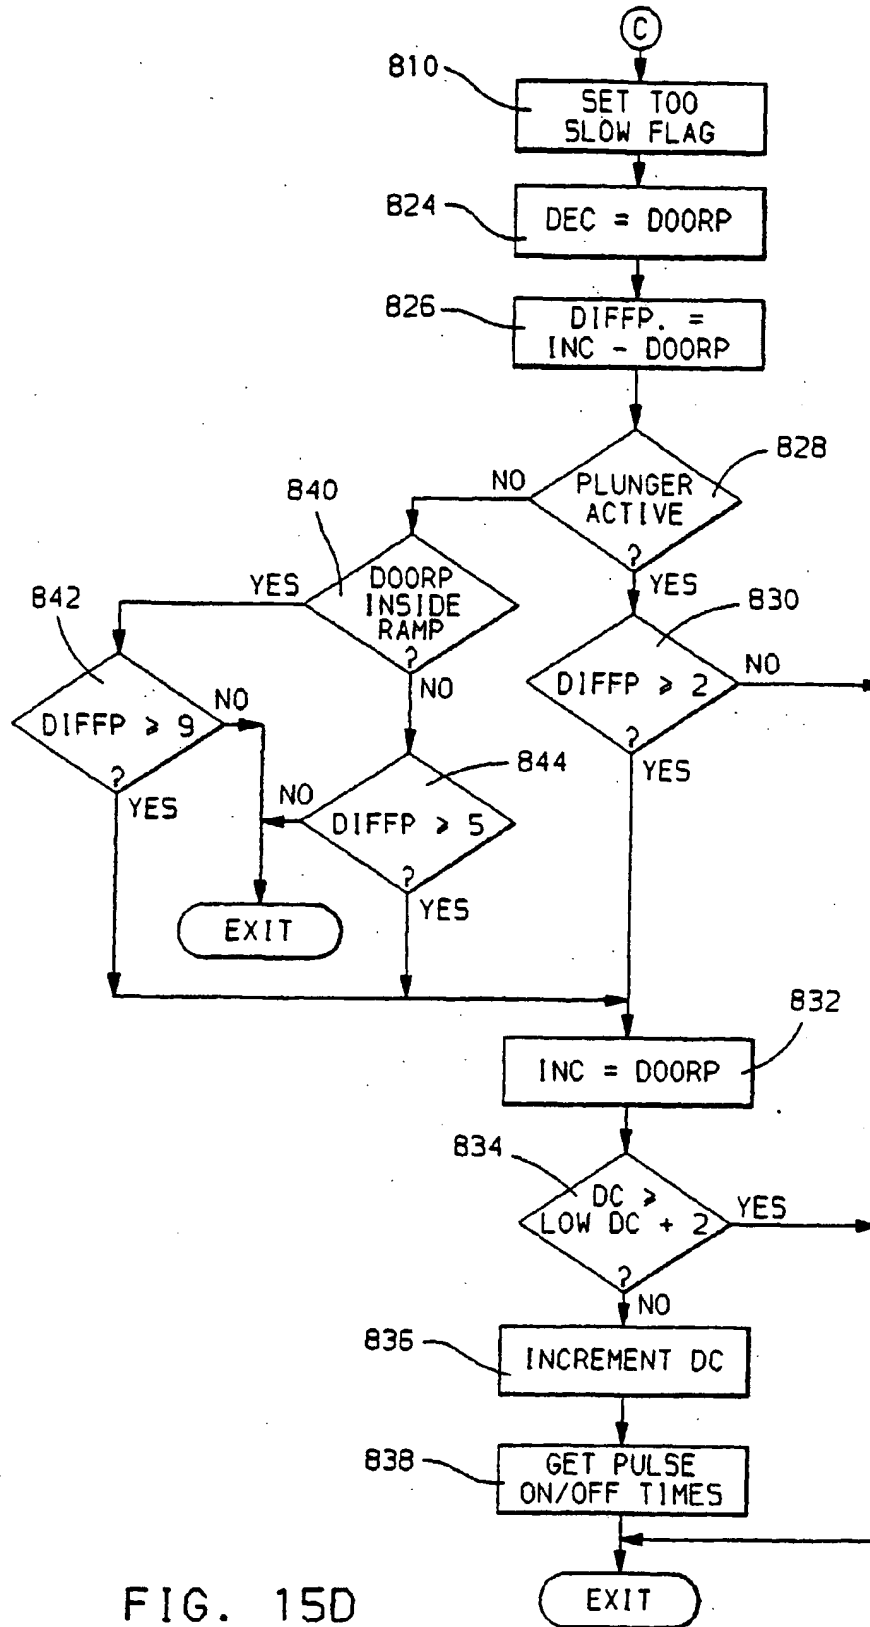 C
810
SET TOO
SLOW FLAG
824
DEC = DOORP
826
DIFFP. =
INC - DOORP
828
PLUNGER
ACTIVE
?
NO
YES
840
DOORP
INSIDE
RAMP
?
YES
NO
830
DIFFP ⩾ 2
?
NO
YES
842
DIFFP ⩾ 9
?
NO
YES
844
DIFFP ⩾ 5
?
NO
YES
EXIT
832
INC = DOORP
834
DC ⩾
LOW DC + 2
?
YES
NO
836
INCREMENT DC
838
GET PULSE
ON/OFF TIMES
EXIT
FIG. 15D